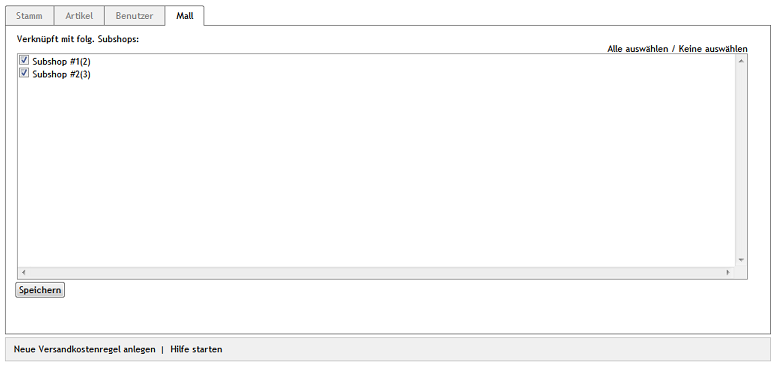 Stamm Artikel Benutzer Mall
Verknüpft mit folg. Subshops:
Alle auswählen / Keine auswählen
Subshop #1(2)
Subshop #2(3)
Speichern
Neue Versandkostenregel anlegen | Hilfe starten